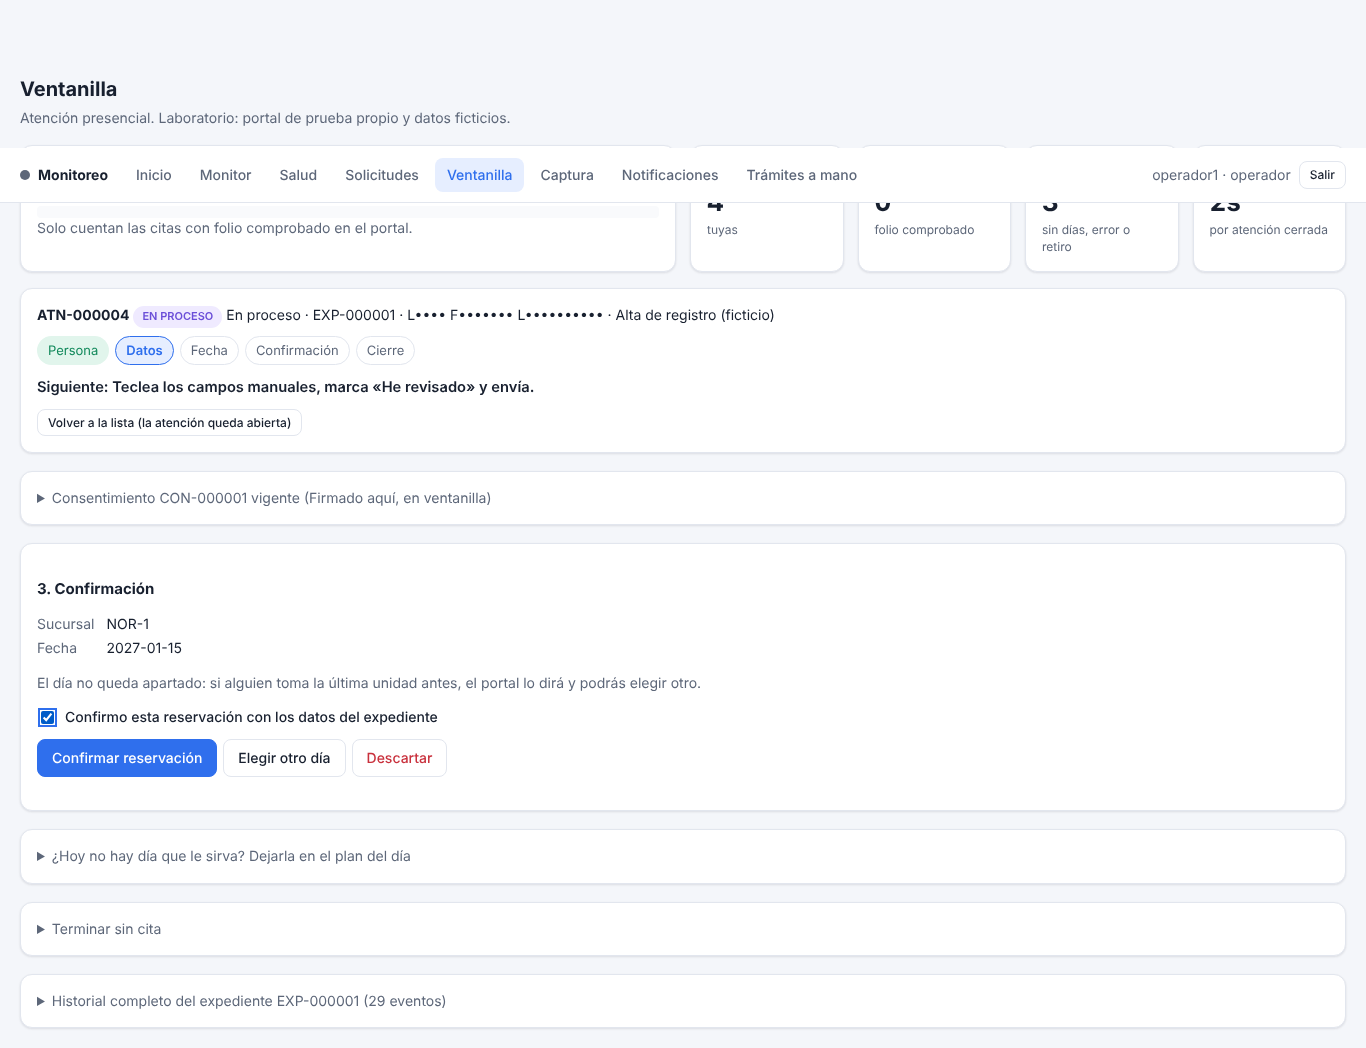 Ventanilla
Atención presencial. Laboratorio: portal de prueba propio y datos ficticios.
Monitoreo Inicio Monitor Salud Solicitudes Ventanilla Captura Notificaciones Trámites a mano operador1 · operador Salir
Solo cuentan las citas con folio comprobado en el portal.
tuyas
folio comprobado
sin días, error o
retiro
por atención cerrada
ATN-000004 EN PROCESO En proceso · EXP-000001 · L•••• F••••••• L•••••••••• · Alta de registro (ficticio)
Persona Datos Fecha Confirmación Cierre
Siguiente: Teclea los campos manuales, marca «He revisado» y envía.
Volver a la lista (la atención queda abierta)
Consentimiento CON-000001 vigente (Firmado aquí, en ventanilla)
3. Confirmación
Sucursal NOR-1
Fecha 2027-01-15
El día no queda apartado: si alguien toma la última unidad antes, el portal lo dirá y podrás elegir otro.
Confirmo esta reservación con los datos del expediente
Confirmar reservación Elegir otro día Descartar
¿Hoy no hay día que le sirva? Dejarla en el plan del día
Terminar sin cita
Historial completo del expediente EXP-000001 (29 eventos)